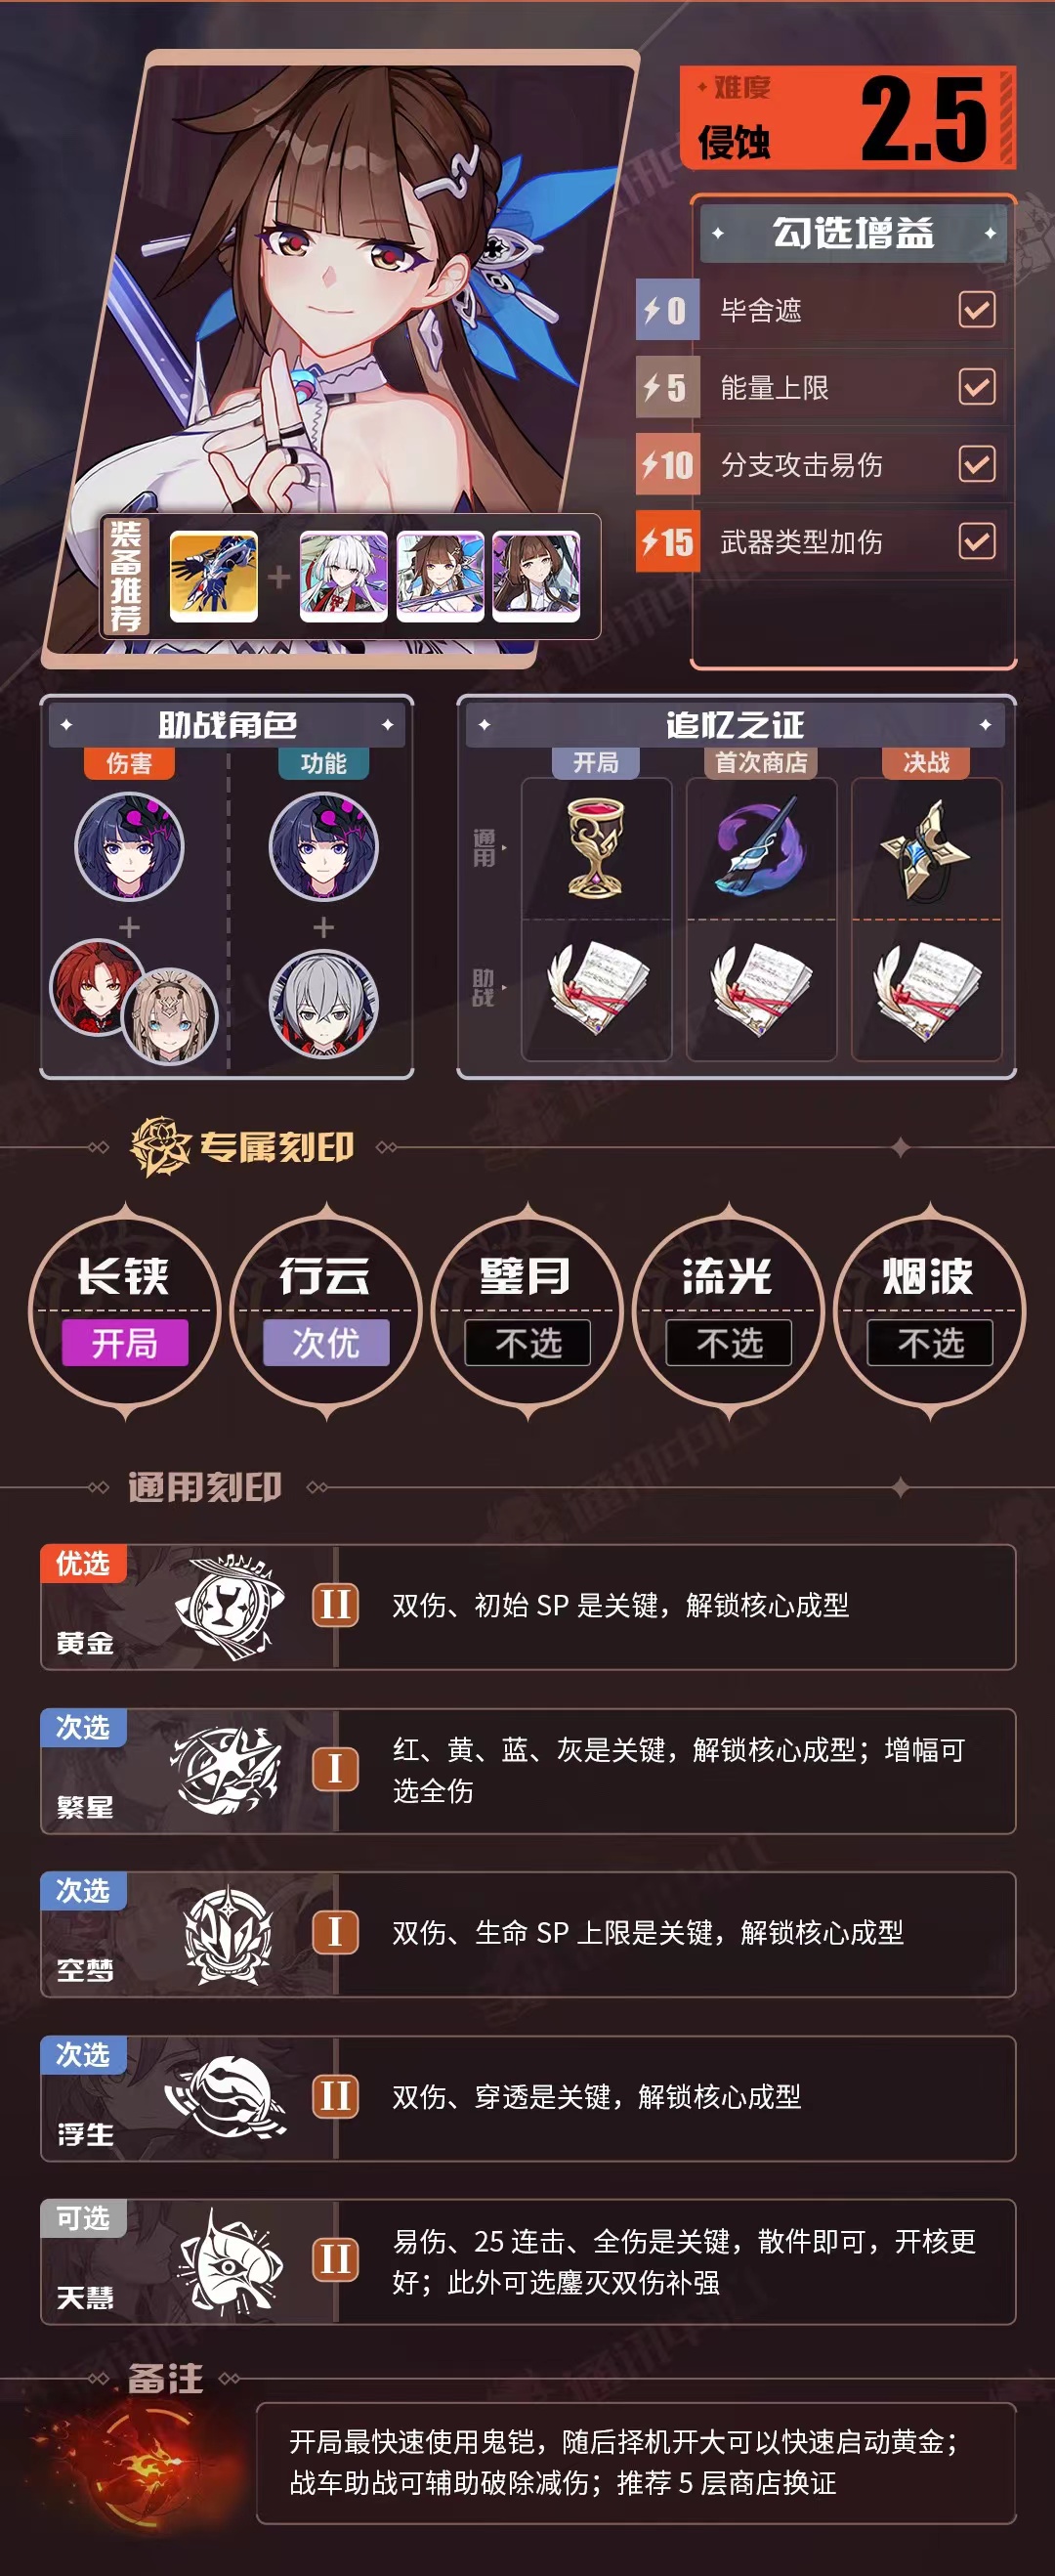 难度
侵蚀
2.5
勾选增益
0 毕舍遮
5 能量上限
10 分支攻击易伤
15 武器类型加伤
装备推荐
助战角色
伤害
功能
追忆之证
开局
首次商店
决战
通用
助战
专属刻印
长铗
开局
行云
次优
璧月
不选
流光
不选
烟波
不选
通用刻印
优选
黄金
II
双伤、初始 SP 是关键，解锁核心成型
次选
繁星
I
红、黄、蓝、灰是关键，解锁核心成型；增幅可
选全伤
次选
空梦
I
双伤、生命 SP 上限是关键，解锁核心成型
次选
浮生
II
双伤、穿透是关键，解锁核心成型
可选
天慧
II
易伤、25 连击、全伤是关键，散件即可，开核更
好；此外可选鏖灭双伤补强
备注
开局最快速使用鬼铠，随后择机开大可以快速启动黄金；
战车助战可辅助破除减伤；推荐 5 层商店换证